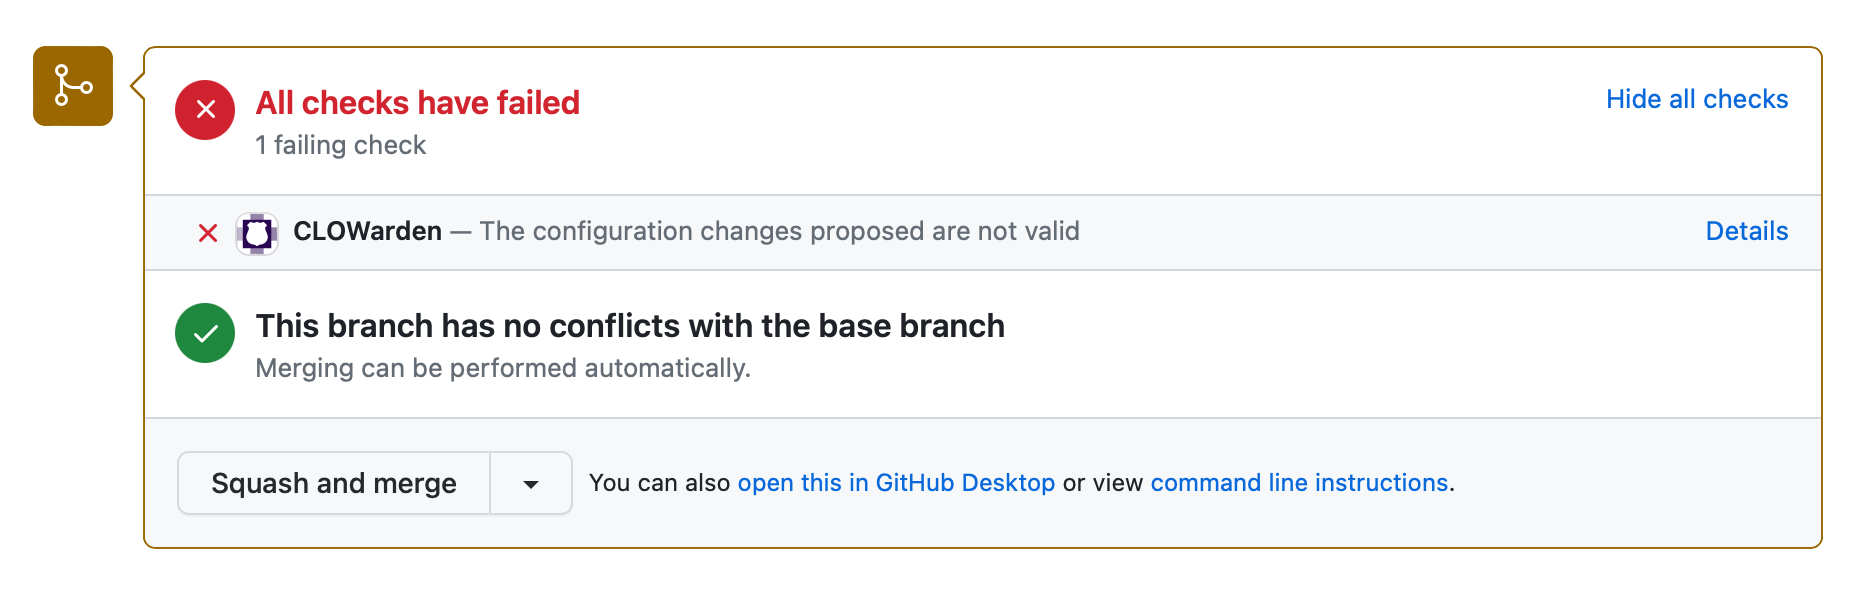 All checks have failed
Hide all checks
1 failing check
CLOWarden — The configuration changes proposed are not valid
Details
This branch has no conflicts with the base branch
Merging can be performed automatically.
Squash and merge
You can also open this in GitHub Desktop or view command line instructions.